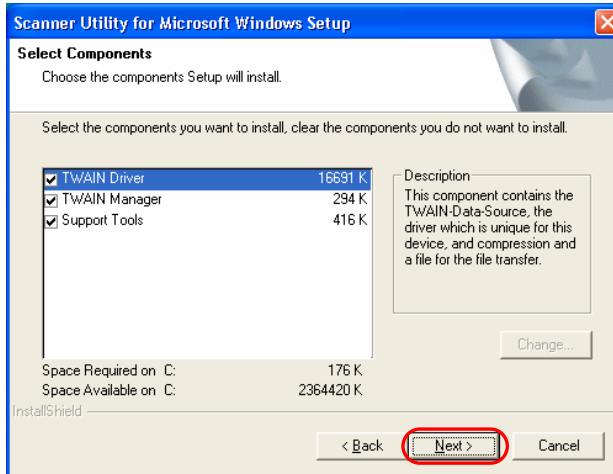 Scanner Utility for Microsoft Windows Setup
Select Components
Choose the components Setup will install.
Select the components you want to install, clear the components you do not want to install.
TWAIN Driver 16691 K
TWAIN Manager 294 K
Support Tools 416 K
Description
This component contains the
TWAIN-Data-Source, the
driver which is unique for this
device, and compression and
a file for the file transfer.
Change...
Space Required on C: 176 K
Space Available on C: 2364420 K
InstallShield
< Back
Next >
Cancel